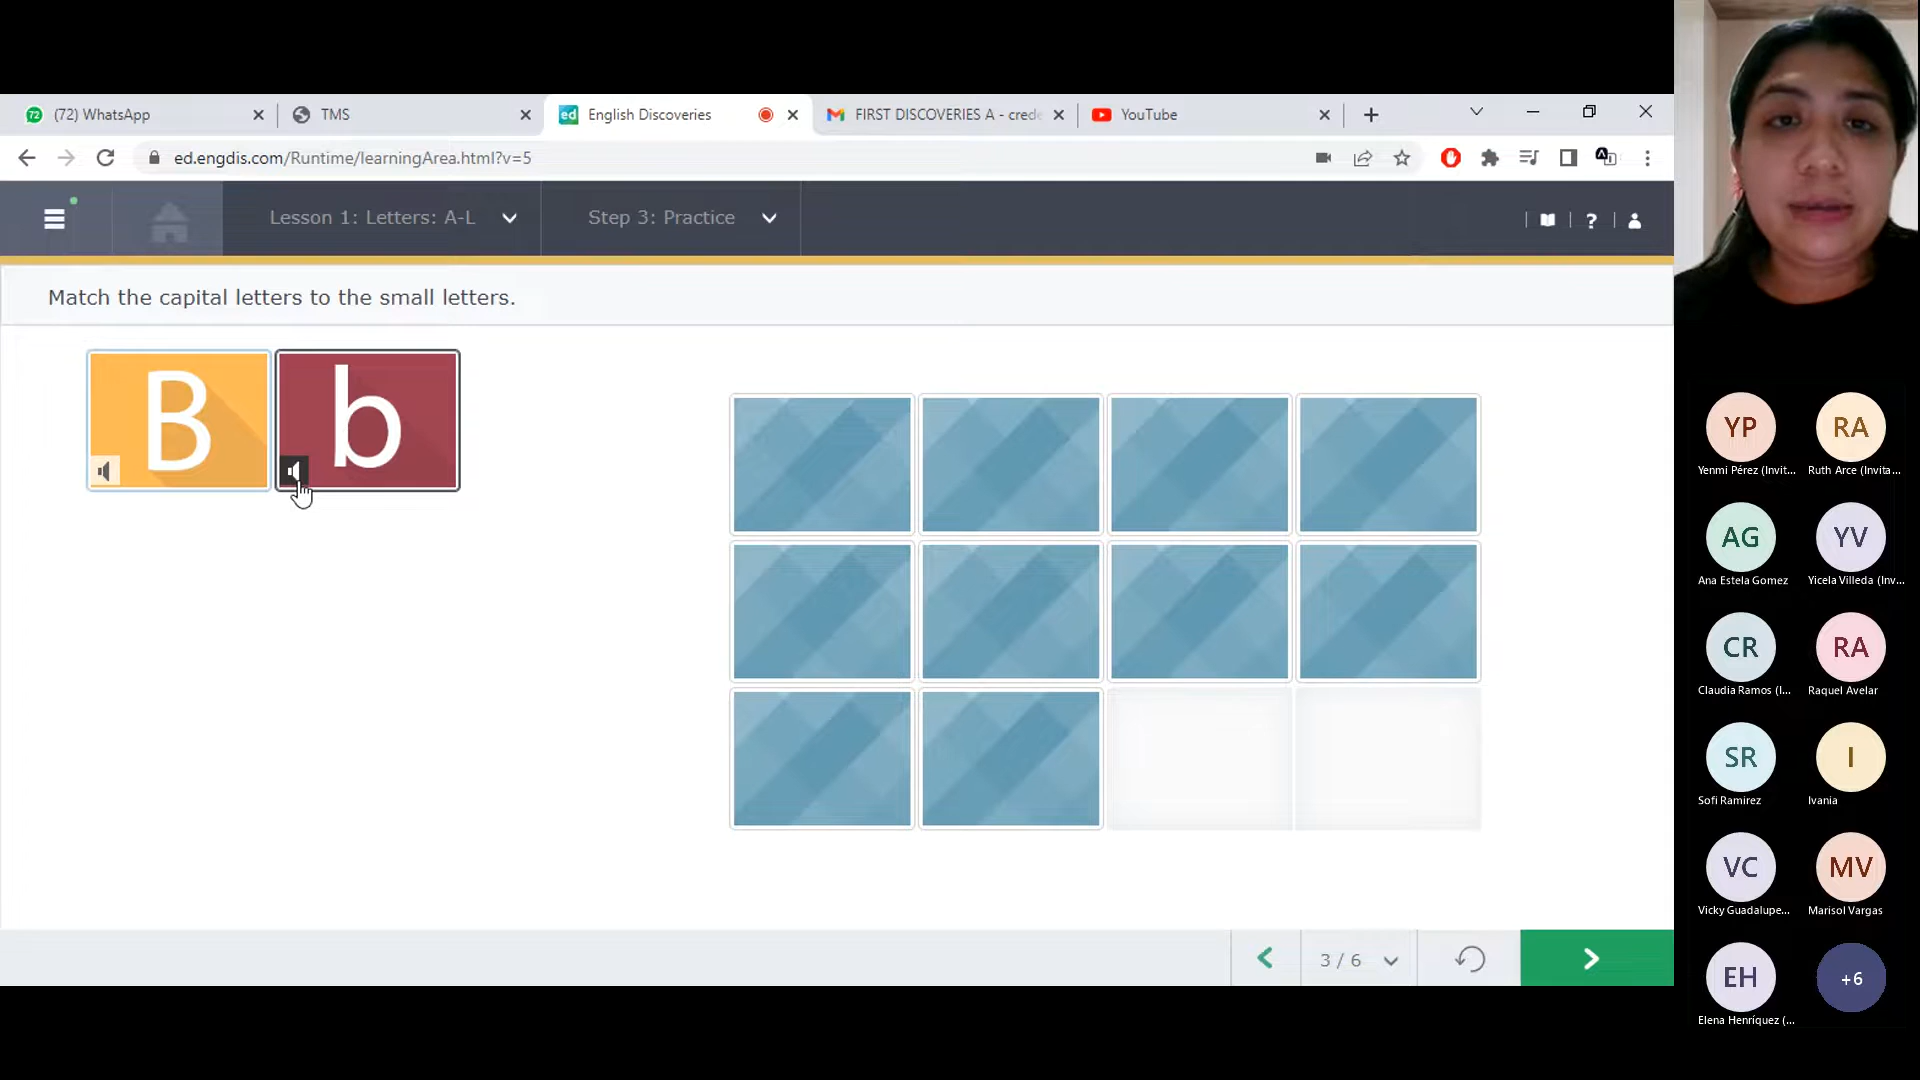 72 (72) WhatsApp
TMS
ed English Discoveries
FIRST DISCOVERIES A - crede
YouTube
ed.engdis.com/Runtime/learningArea.html?v=5
Lesson 1: Letters: A-L
Step 3: Practice
?
Match the capital letters to the small letters.
B
b
3 / 6
YP
RA
Yenmi Pérez (Invit...
Ruth Arce (Invita...
AG
YV
Ana Estela Gomez
Yicela Villeda (Inv...
CR
RA
Claudia Ramos (I...
Raquel Avelar
SR
I
Sofi Ramirez
Ivania
VC
MV
Vicky Guadalupe...
Marisol Vargas
EH
+6
Elena Henríquez (...